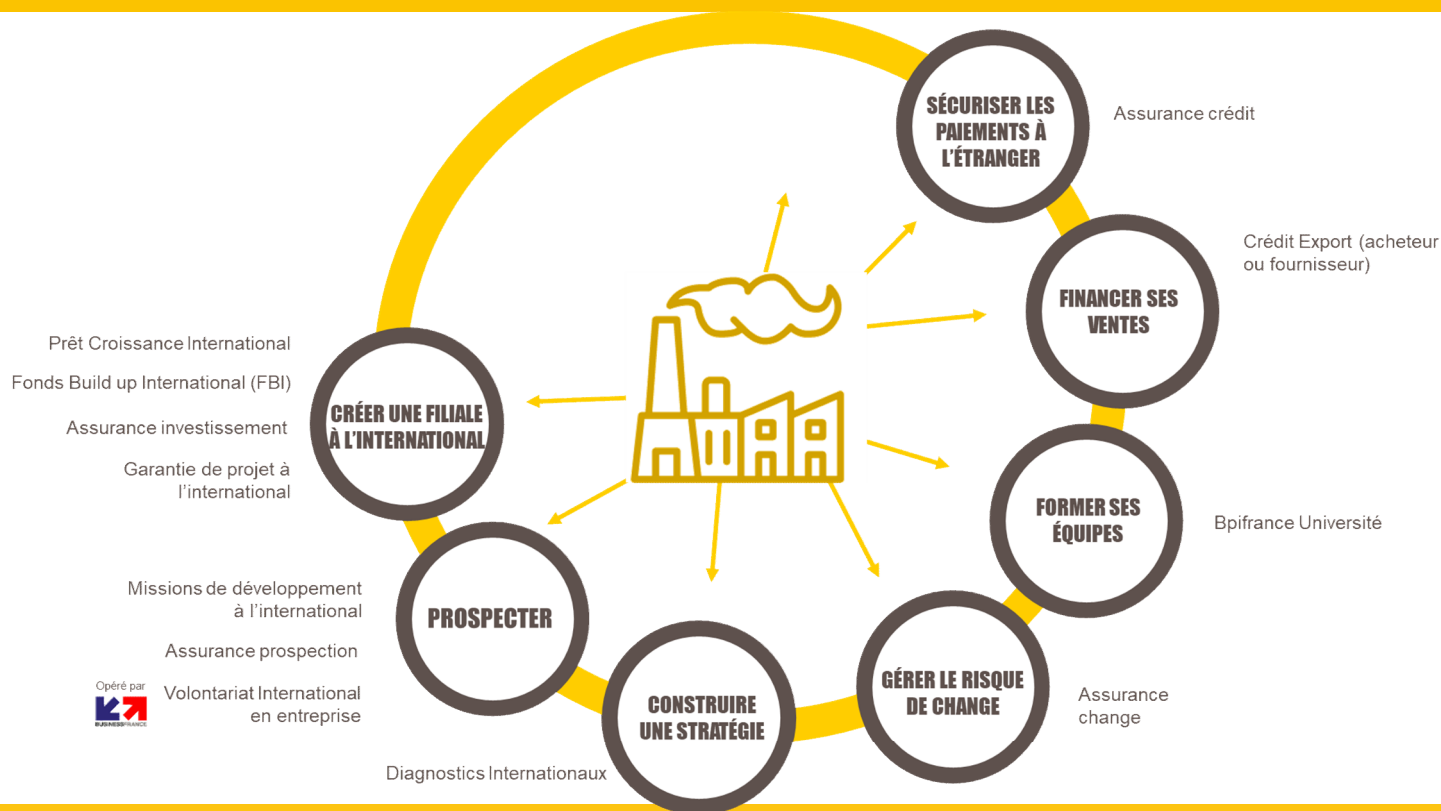 SÉCURISER LES
PAIEMENTS À
L'ÉTRANGER
Assurance crédit
FINANCER SES
VENTES
Crédit Export (acheteur
ou fournisseur)
FORMER SES
ÉQUIPES
Bpifrance Université
GÉRER LE RISQUE
DE CHANGE
Assurance
change
CONSTRUIRE
UNE STRATÉGIE
Diagnostics Internationaux
PROSPECTER
Missions de développement
à l'international
Assurance prospection
Volontariat International
en entreprise
Opéré par
BUSINESSFRANCE
CRÉER UNE FILIALE
À L'INTERNATIONAL
Prêt Croissance International
Fonds Build up International (FBI)
Assurance investissement
Garantie de projet à
l'international